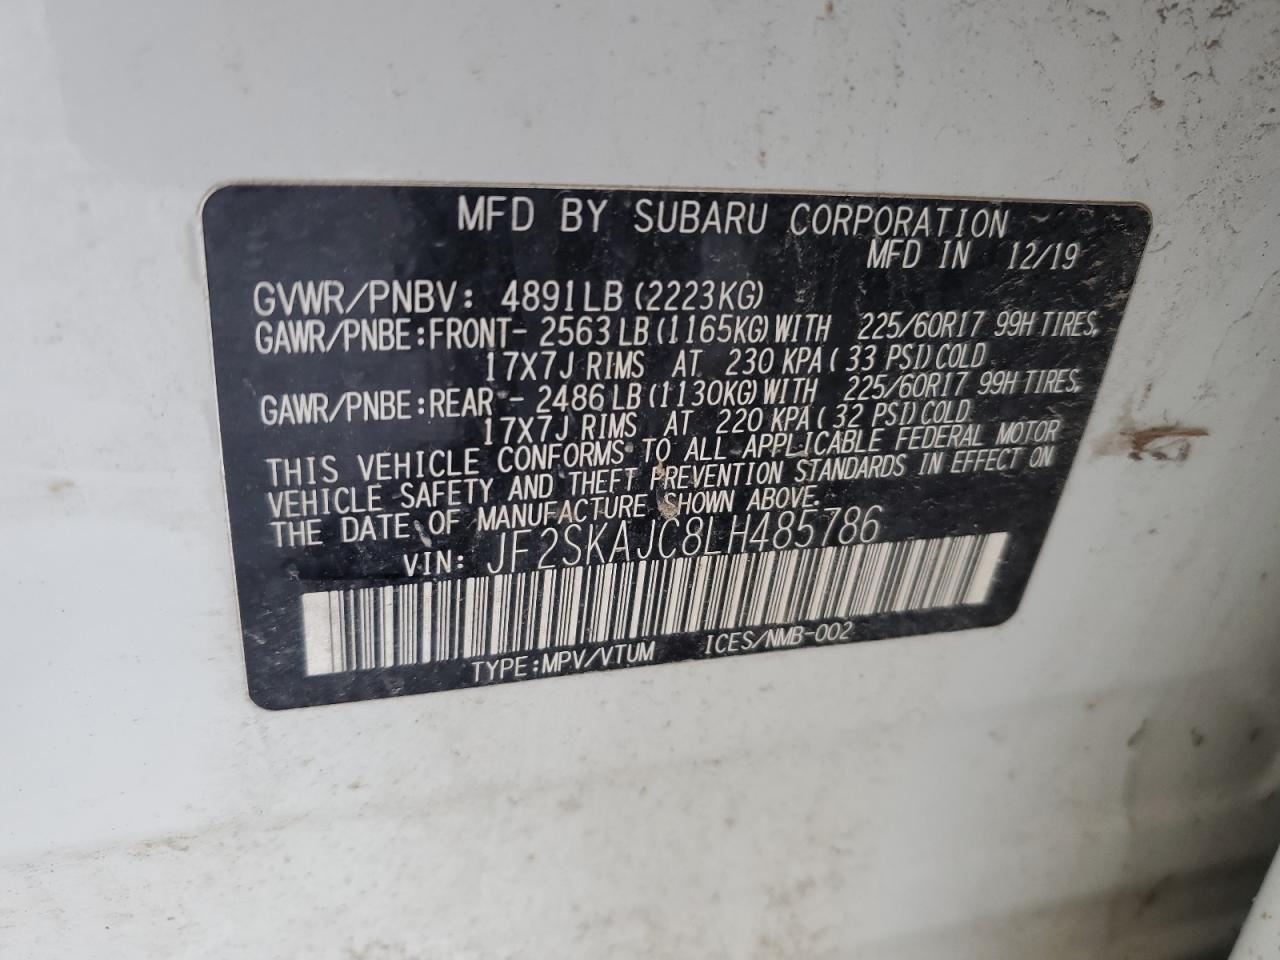 MFD BY SUBARU CORPORATION
MFD IN 12/19
GVWR/PNBV: 4891LB (2223KG)
GAWR/PNBE:FRONT- 2563 LB (1165KG) WITH 225/60R17 99H TIRES,
17X7J RIMS AT 230 KPA ( 33 PSI) COLD
GAWR/PNBE:REAR - 2486 LB (1130KG) WITH 225/60R17 99H TIRES,
17X7J RIMS AT 220 KPA ( 32 PSI) COLD
THIS VEHICLE CONFORMS TO ALL APPLICABLE FEDERAL MOTOR
VEHICLE SAFETY AND THEFT PREVENTION STANDARDS IN EFFECT ON
THE DATE OF MANUFACTURE SHOWN ABOVE.
VIN: JF2SKAJC8LH485786
TYPE:MPV/VTUM ICES/NMB-002